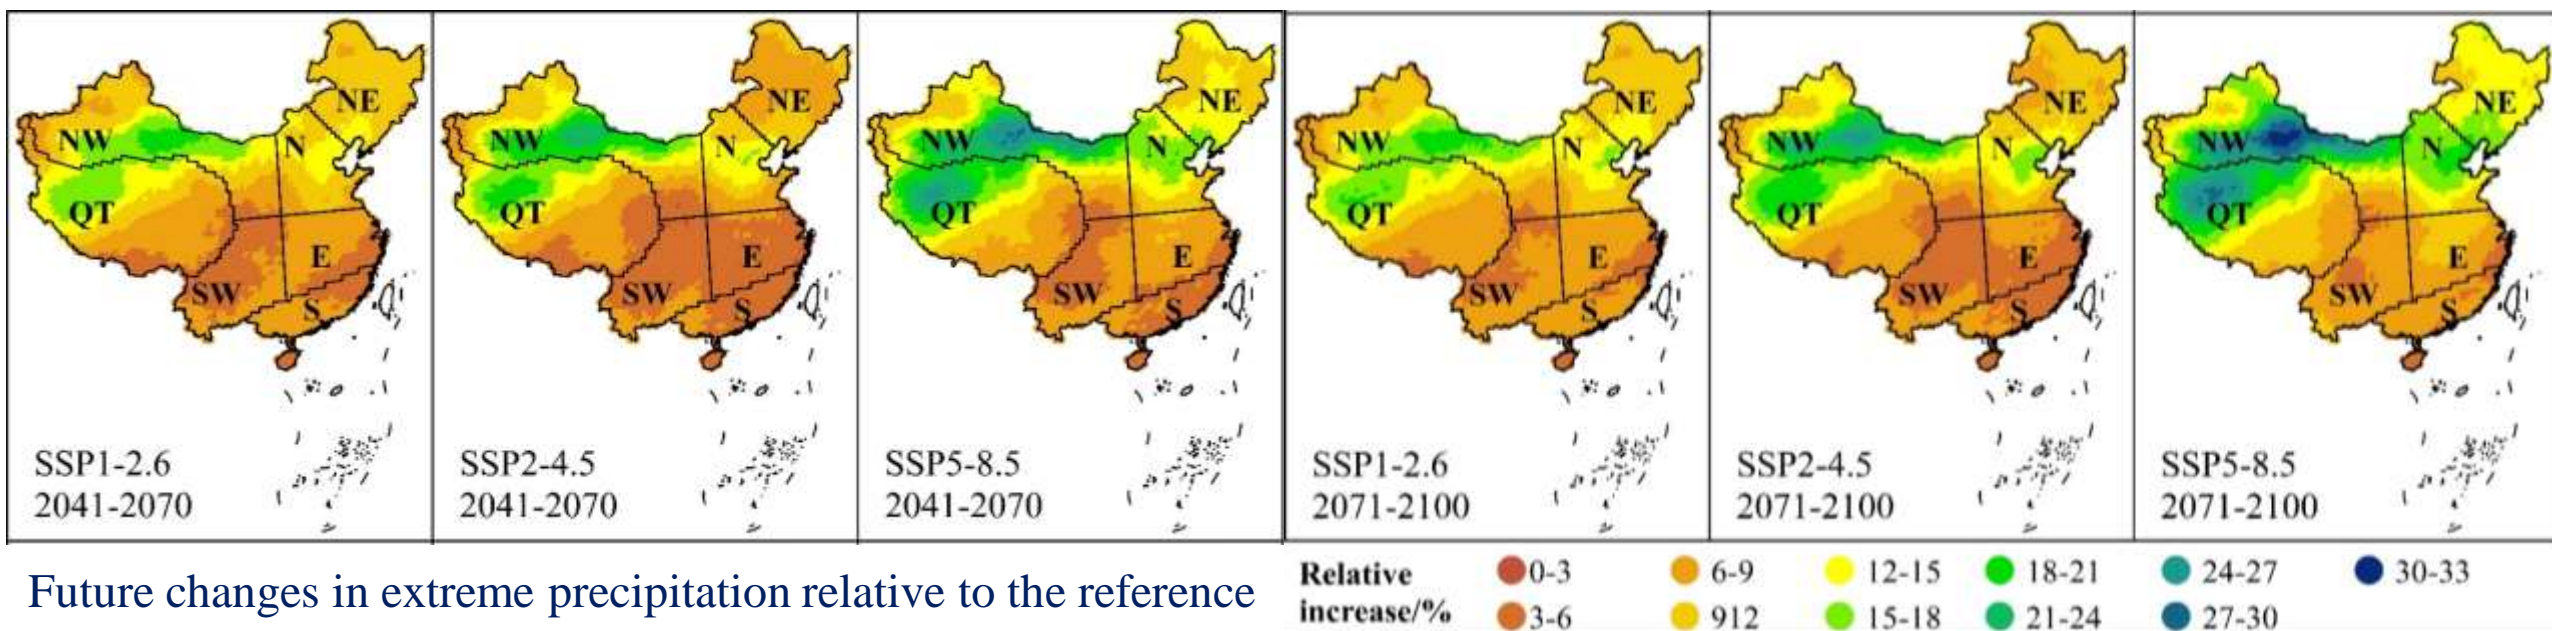 NE
NW
N
QT
E
SW
S
SSP1-2.6
2041-2070
NE
NW
N
QT
E
SW
S
SSP2-4.5
2041-2070
NE
NW
N
QT
E
SW
S
SSP5-8.5
2041-2070
NE
NW
N
QT
E
SW
S
SSP1-2.6
2071-2100
NE
NW
N
QT
E
SW
S
SSP2-4.5
2071-2100
NE
NW
N
QT
E
SW
S
SSP5-8.5
2071-2100
Future changes in extreme precipitation relative to the reference
Relative
increase/%
0-3
6-9
12-15
18-21
24-27
30-33
3-6
912
15-18
21-24
27-30